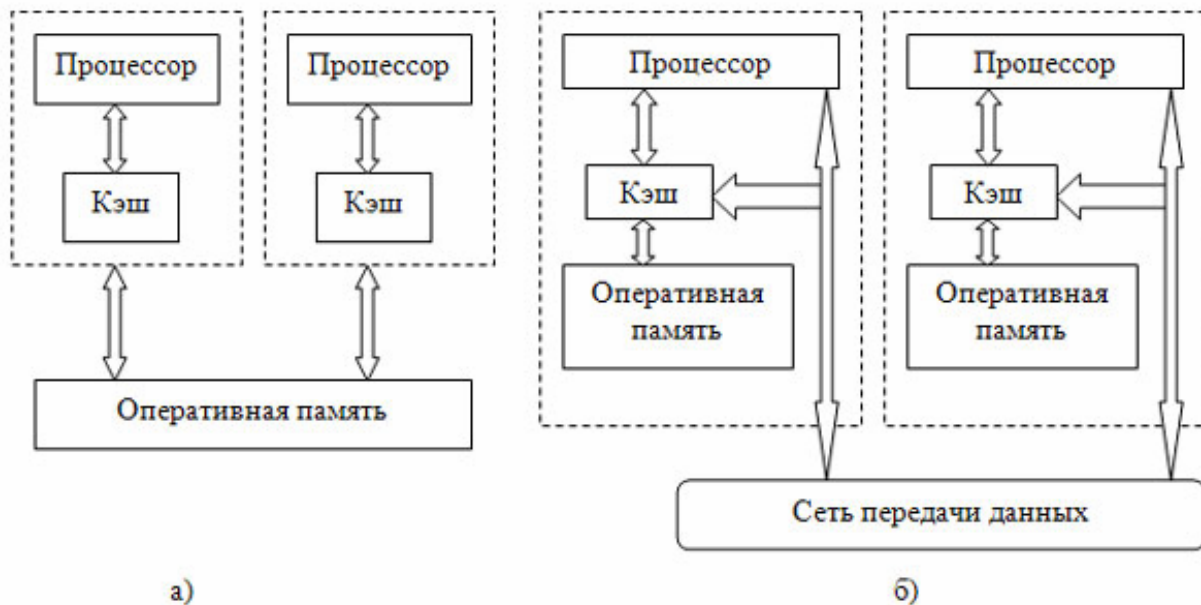 Процессор
Кэш
Процессор
Кэш
Оперативная память
а)
Процессор
Кэш
Оперативная
память
Процессор
Кэш
Оперативная
память
Сеть передачи данных
б)